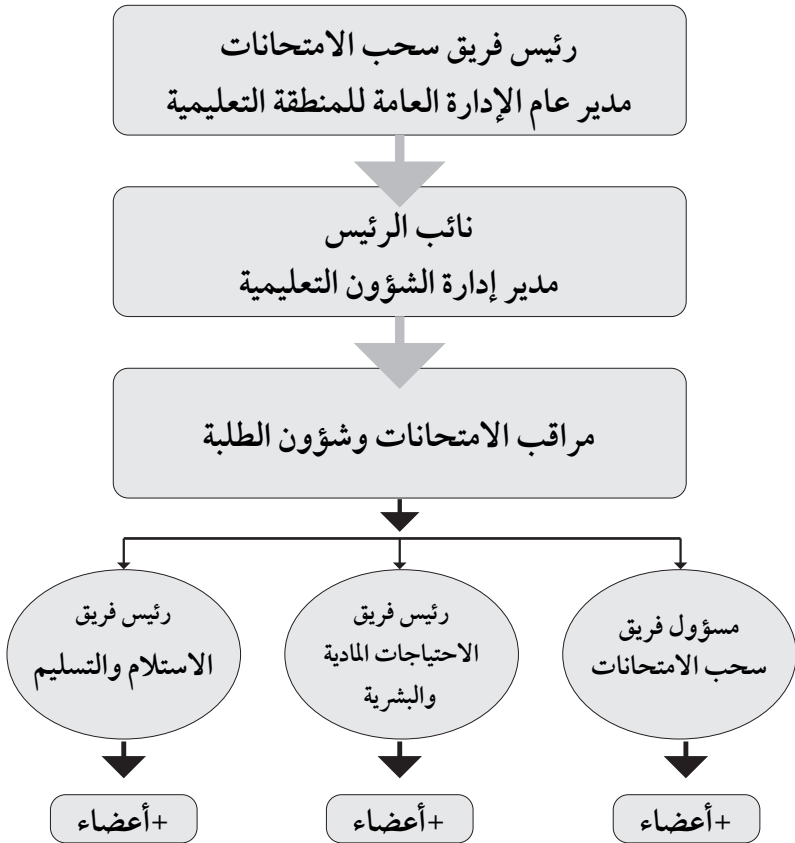 رئيس فريق سحب الامتحانات
مدير عام الإدارة العامة للمنطقة التعليمية
نائب الرئيس
مدير إدارة الشؤون التعليمية
مراقب الامتحانات وشؤون الطلبة
مسؤول فريق
سحب الامتحانات
رئيس فريق
الاحتياجات المادية
والبشرية
رئيس فريق
الاستلام والتسليم
+أعضاء
+أعضاء
+أعضاء